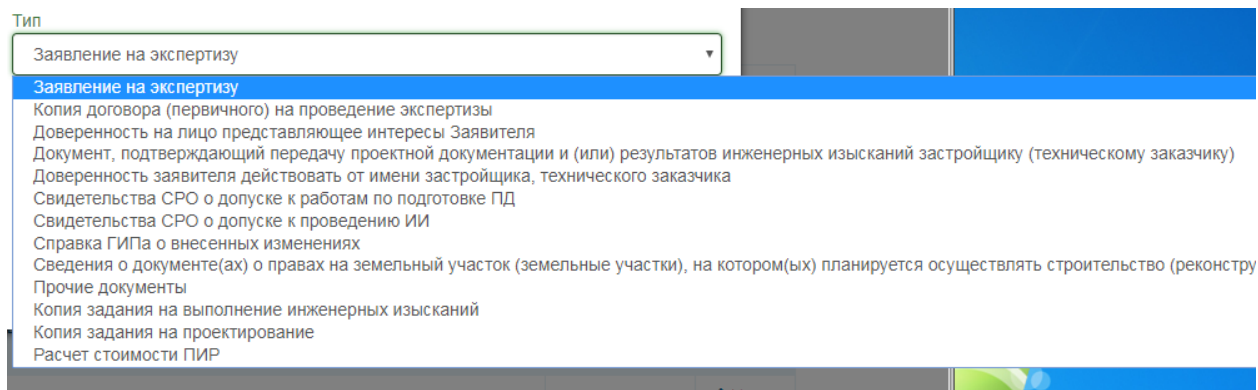 Тип
Заявление на экспертизу
Заявление на экспертизу
Копия договора (первичного) на проведение экспертизы
Доверенность на лицо представляющее интересы Заявителя
Документ, подтверждающий передачу проектной документации и (или) результатов инженерных изысканий застройщику (техническому заказчику)
Доверенность заявителя действовать от имени застройщика, технического заказчика
Свидетельства СРО о допуске к работам по подготовке ПД
Свидетельства СРО о допуске к проведению ИИ
Справка ГИПа о внесенных изменениях
Сведения о документе(ах) о правах на земельный участок (земельные участки), на котором(ых) планируется осуществлять строительство (реконстру
Прочие документы
Копия задания на выполнение инженерных изысканий
Копия задания на проектирование
Расчет стоимости ПИР